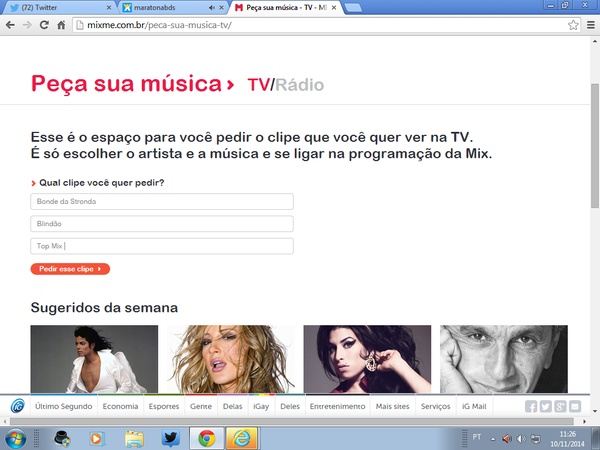 (72) Twitter
maratonabds
Peça sua música - TV - MI
mixme.com.br/peca-sua-musica-tv/
Peça sua música › TV/Rádio
Esse é o espaço para você pedir o clipe que você quer ver na TV.
É só escolher o artista e a música e se ligar na programação da Mix.
› Qual clipe você quer pedir?
Bonde da Stronda
Blindão
Top Mix
Pedir esse clipe ›
Sugeridos da semana
iG Último Segundo Economia Esportes Gente Delas iGay Deles Entretenimento Mais sites Serviços iG Mail
PT
11:26
10/11/2014